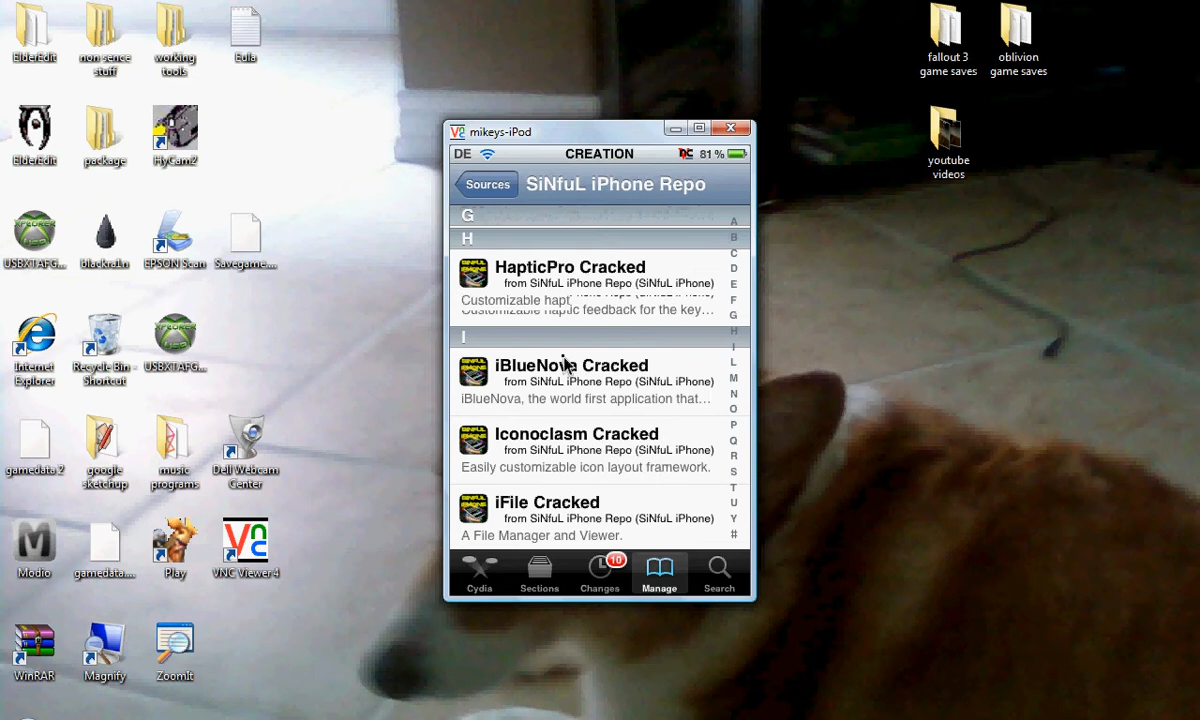 ElderEdit
non sence
stuff
working
tools
Eula
fallout 3
game saves
oblivion
game saves
ElderEdit
package
HyCam2
youtube
videos
USBXTAFG...
blackra1n
EPSON Scan
Savegame....
Internet
Explorer
Recycle Bin -
Shortcut
USBXTAFG...
gamedata 2
google
sketchup
music
programs
Dell Webcam
Center
Modio
gamedata....
Play
VNC Viewer 4
WinRAR
Magnify
ZoomIt
mikeys-iPod
DE
CREATION
81 %
Sources
SiNfuL iPhone Repo
G
H
HapticPro Cracked
from SiNfuL iPhone Repo (SiNfuL iPhone)
Customizable hapt
Customizable haptic feedback for the key...
I
iBlueNova Cracked
from SiNfuL iPhone Repo (SiNfuL iPhone)
iBlueNova, the world first application that...
Iconoclasm Cracked
from SiNfuL iPhone Repo (SiNfuL iPhone)
Easily customizable icon layout framework.
iFile Cracked
from SiNfuL iPhone Repo (SiNfuL iPhone)
A File Manager and Viewer.
A
B
C
D
E
F
G
H
I
L
M
N
O
P
Q
R
S
T
U
Y
#
10
Cydia
Sections
Changes
Manage
Search